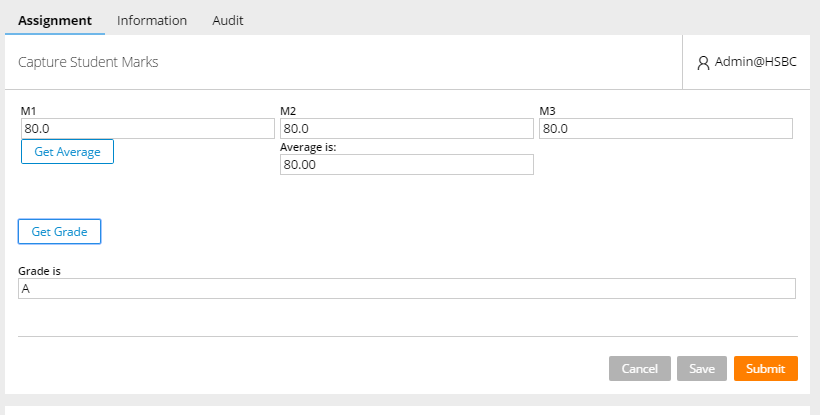 Assignment Information Audit
Capture Student Marks
Admin@HSBC
M1 M2 M3
80.0 80.0 80.0
Get Average
Average is:
80.00
Get Grade
Grade is
A
Cancel Save Submit